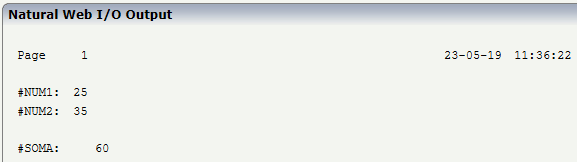 Natural Web I/O Output
Page 1 23-05-19 11:36:22
#NUM1: 25
#NUM2: 35
#SOMA: 60